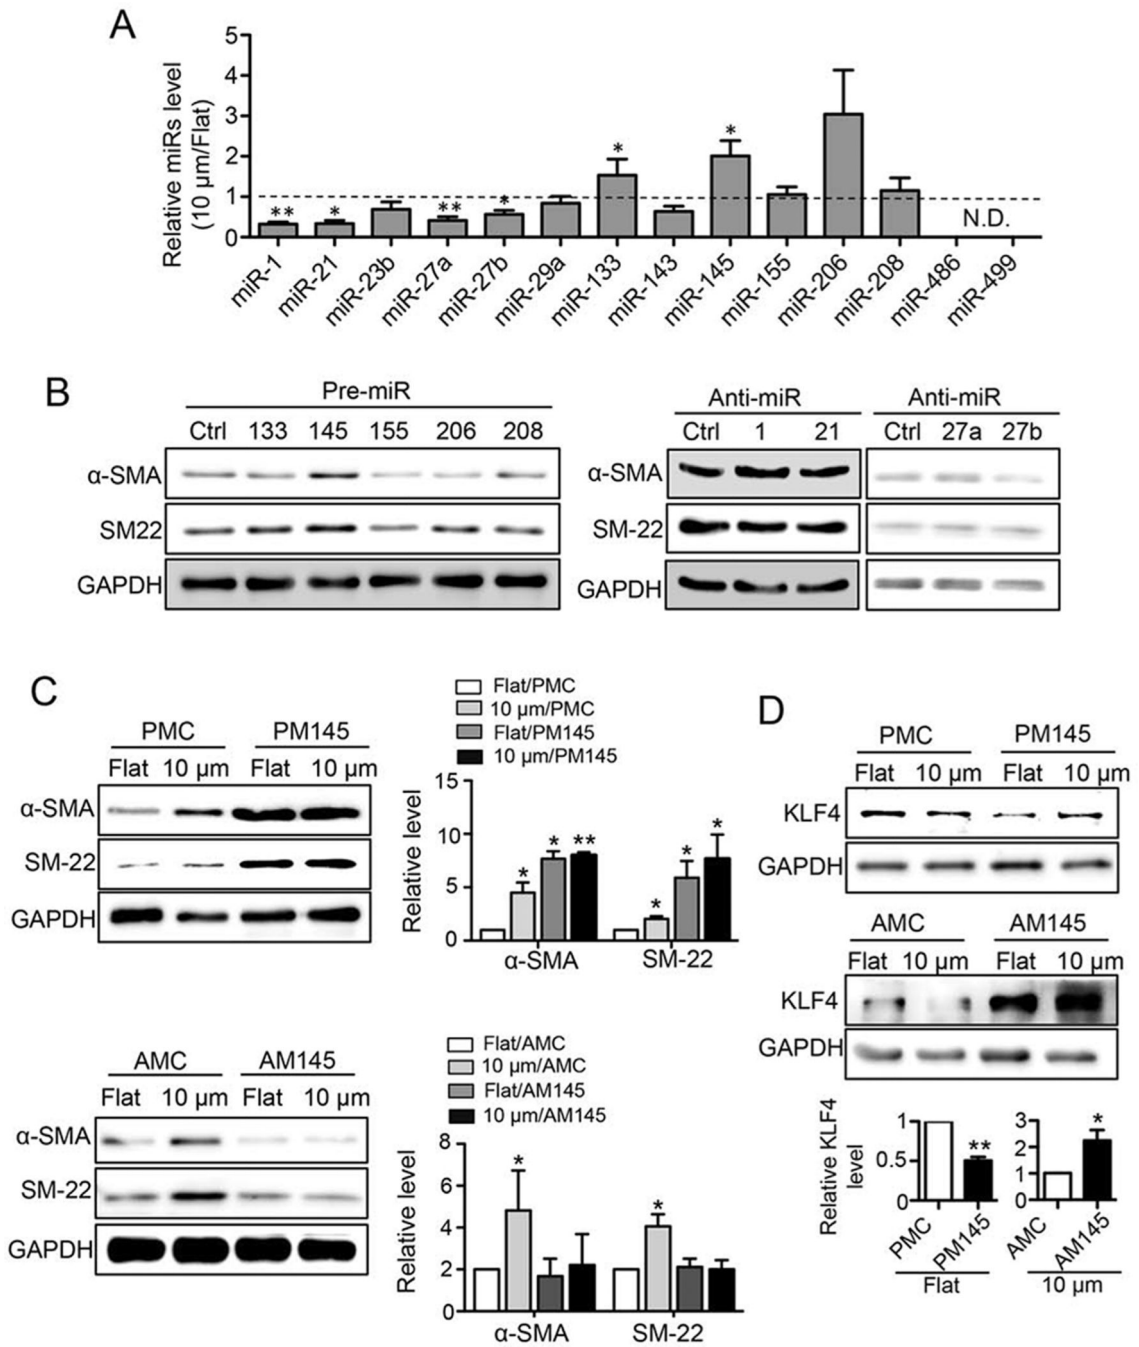 A
Relative miRs level
(10 µm/Flat)
5
4
3
2
1
0
** * ** * * *
N.D.
miR-1 miR-21 miR-23b miR-27a miR-27b miR-29a miR-133 miR-143 miR-145 miR-155 miR-206 miR-208 miR-486 miR-499
B
Pre-miR
Ctrl 133 145 155 206 208
α-SMA
SM22
GAPDH
Anti-miR Anti-miR
Ctrl 1 21 Ctrl 27a 27b
α-SMA
SM-22
GAPDH
C
PMC PM145
Flat 10 µm Flat 10 µm
α-SMA
SM-22
GAPDH
Flat/PMC
10 µm/PMC
Flat/PM145
10 µm/PM145
Relative level
15
10
5
0
* * ** * * *
α-SMA SM-22
AMC AM145
Flat 10 µm Flat 10 µm
α-SMA
SM-22
GAPDH
Flat/AMC
10 µm/AMC
Flat/AM145
10 µm/AM145
Relative level
8
6
4
2
0
* *
α-SMA SM-22
D
PMC PM145
Flat 10 µm Flat 10 µm
KLF4
GAPDH
AMC AM145
Flat 10 µm Flat 10 µm
KLF4
GAPDH
Relative KLF4
level
1
0.5
0
**
PMC PM145
Flat
3
2
1
0
*
AMC AM145
10 µm